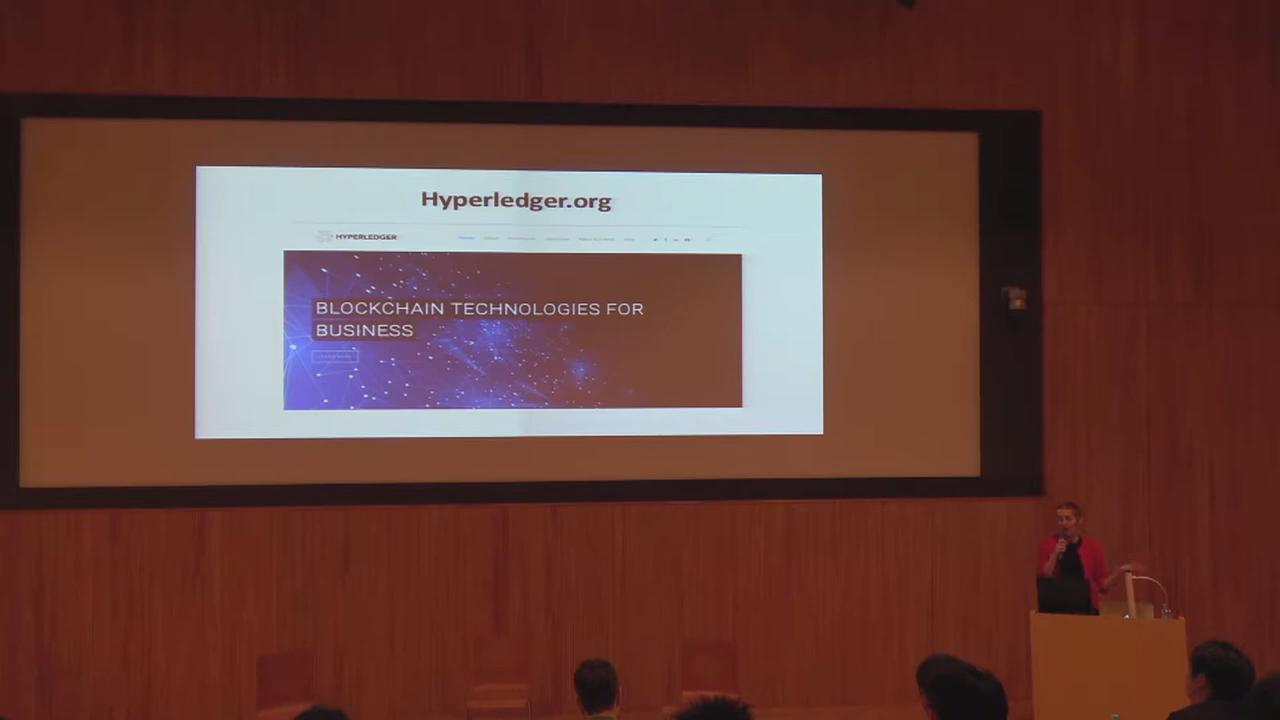 Hyperledger.org
HYPERLEDGER
BLOCKCHAIN TECHNOLOGIES FOR
BUSINESS